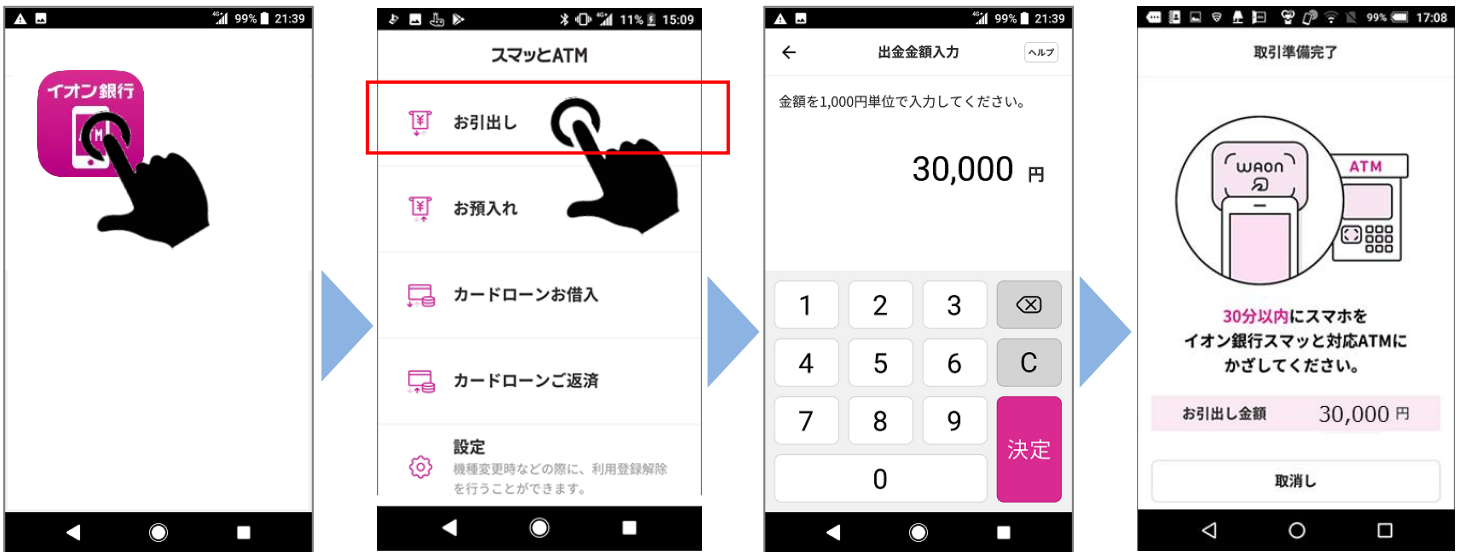 99% 21:39
イオン銀行
ATM
11% 15:09
スマッとATM
お引出し
お預入れ
カードローンお借入
カードローンご返済
設定
機種変更時などの際に、利用登録解除
を行うことができます。
99% 21:39
出金金額入力
ヘルプ
金額を1,000円単位で入力してください。
30,000 円
1 2 3
4 5 6 C
7 8 9
決定
0
99% 17:08
取引準備完了
WAON
ATM
30分以内にスマホを
イオン銀行スマッと対応ATMに
かざしてください。
お引出し金額 30,000 円
取消し